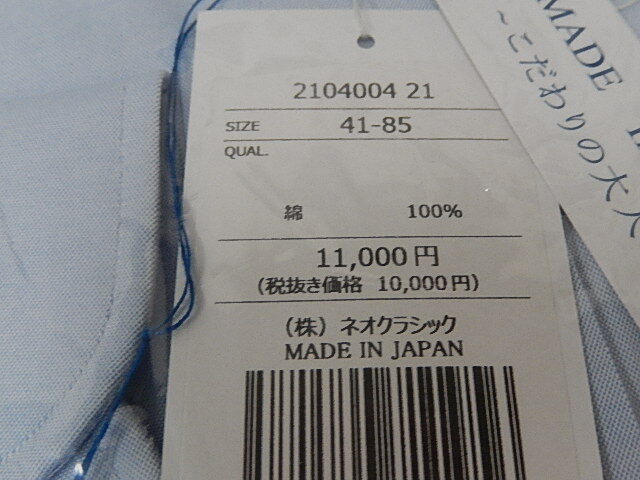 2104004 21
SIZE 41-85
QUAL.
綿 100%
11,000円
(税抜き価格 10,000円)
(株) ネオクラシック
MADE IN JAPAN
MADE
~こだわりの大人